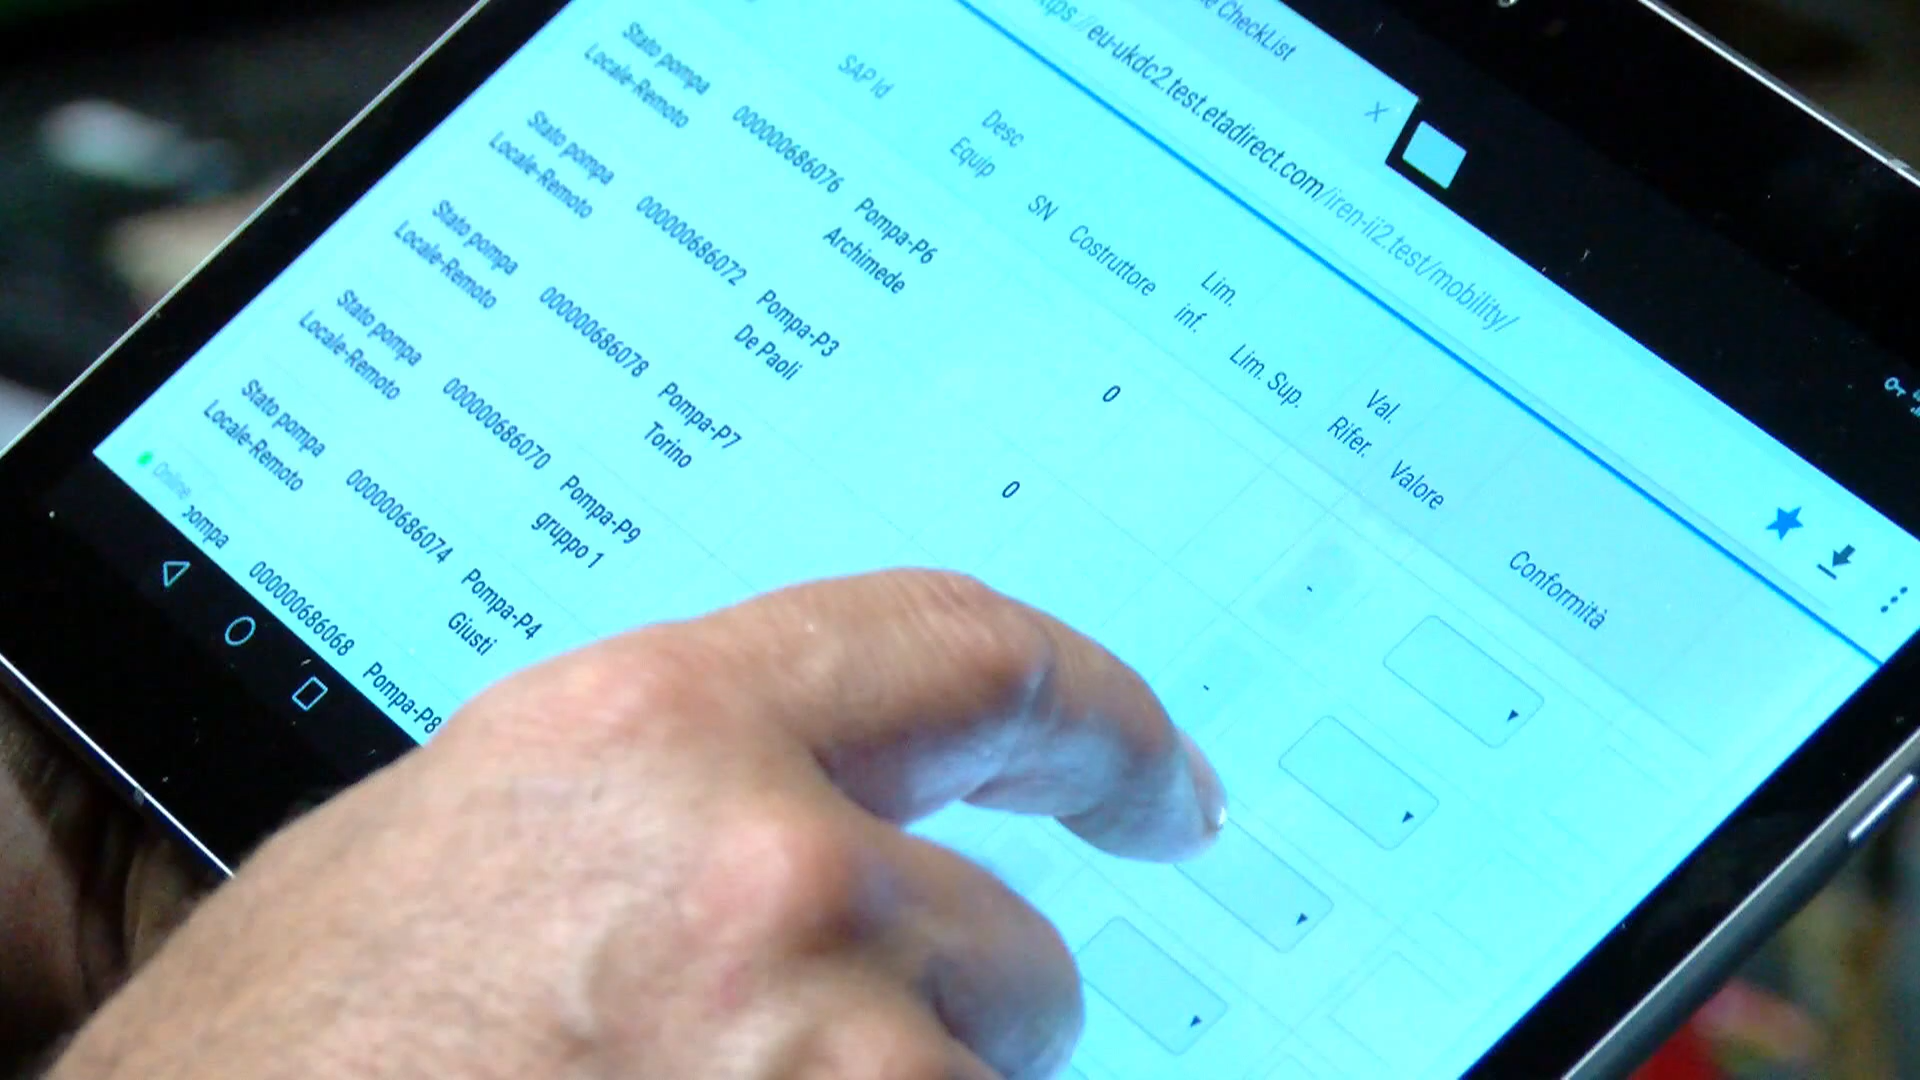 CheckList
https://eu-ukdc2.test.etadirect.com/iren-ii2.test/mobility/
SAP Id
Desc
Equip
SN
Costruttore
Lim.
inf.
Lim. Sup.
Val.
Rifer.
Valore
Conformità
Stato pompa
Locale-Remoto
000000686076
Pompa-P6
Archimede
0
-
Stato pompa
Locale-Remoto
000000686072
Pompa-P3
De Paoli
0
-
Stato pompa
Locale-Remoto
000000686078
Pompa-P7
Torino
Stato pompa
Locale-Remoto
000000686070
Pompa-P9
gruppo 1
Stato pompa
Locale-Remoto
000000686074
Pompa-P4
Giusti
pompa
000000686068
Pompa-P8
Online